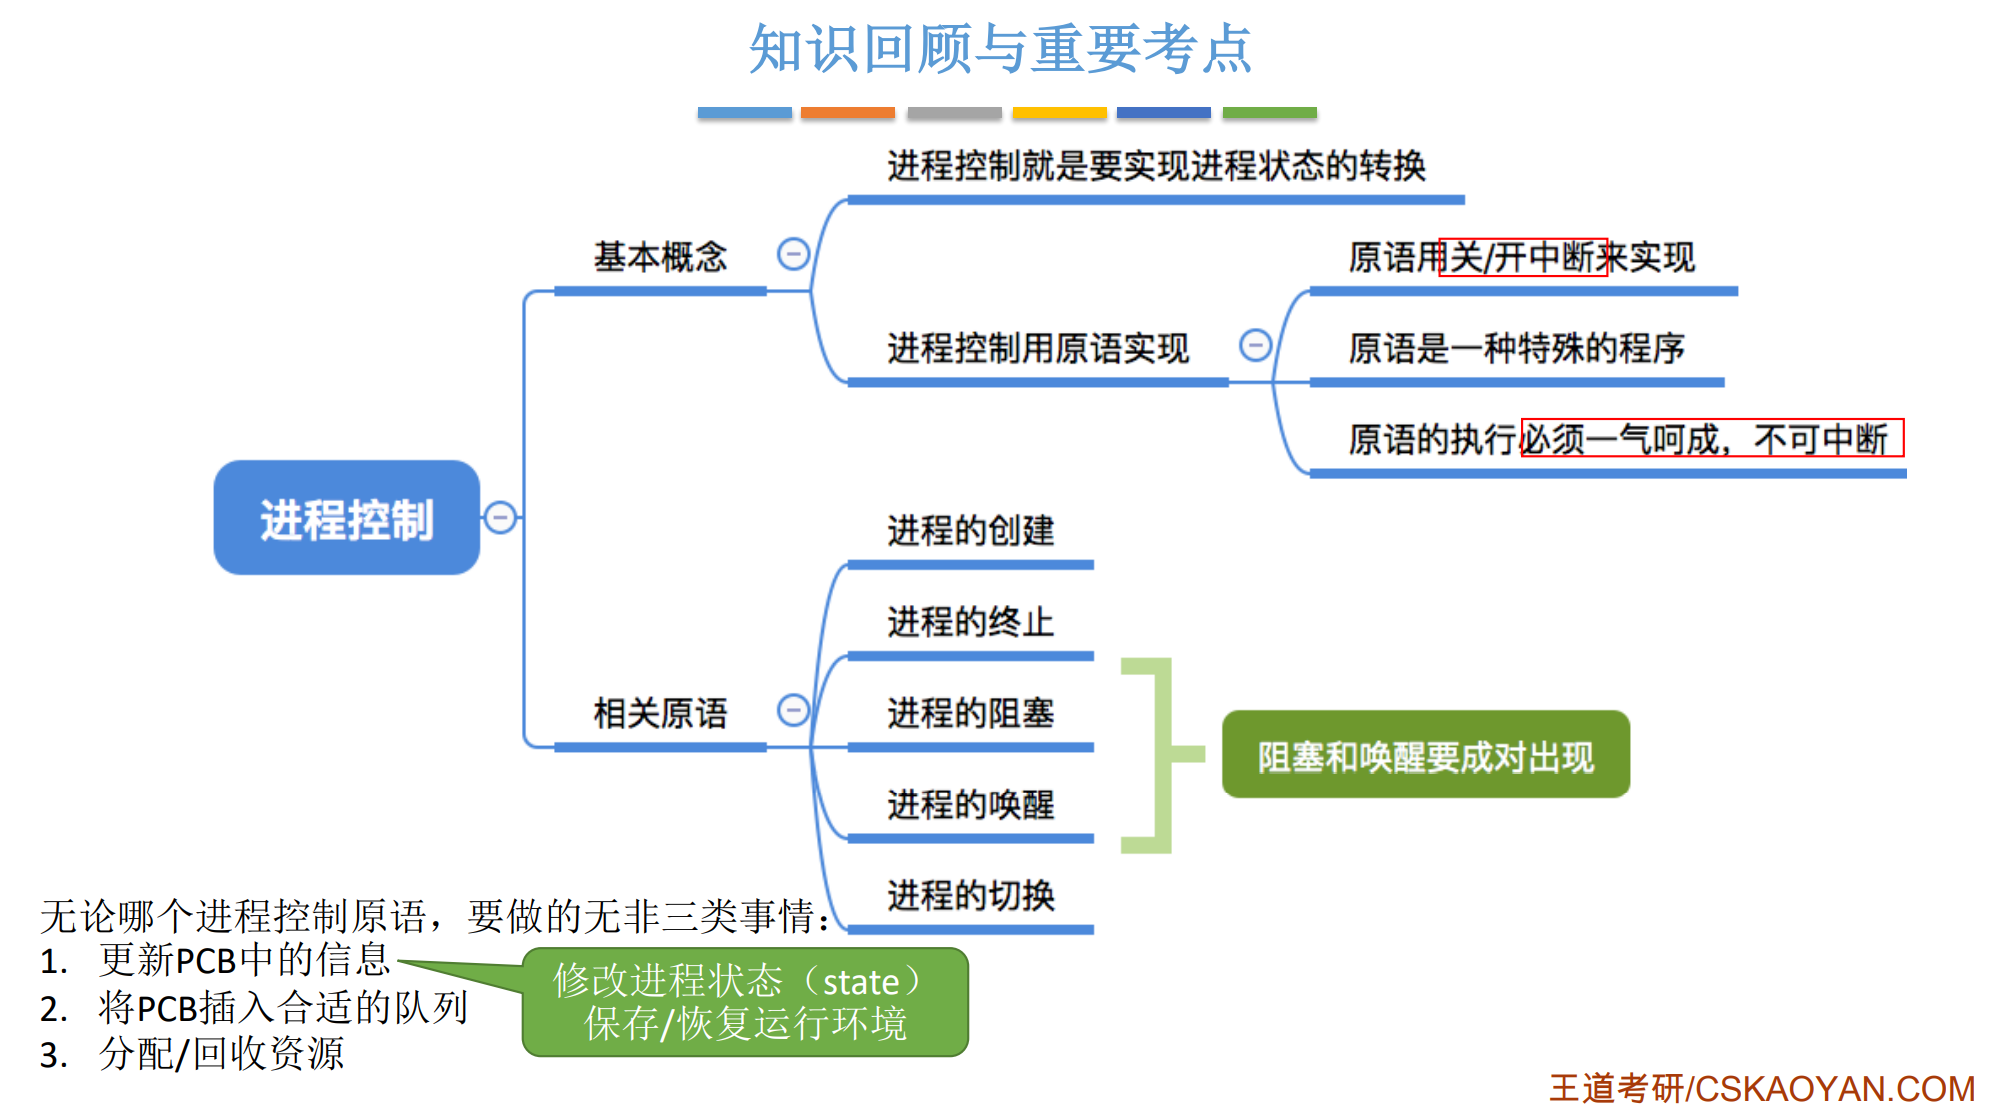 知识回顾与重要考点
进程控制就是要实现进程状态的转换
基本概念
原语用关/开中断来实现
进程控制用原语实现
原语是一种特殊的程序
原语的执行必须一气呵成，不可中断
进程控制
进程的创建
进程的终止
相关原语
进程的阻塞
阻塞和唤醒要成对出现
进程的唤醒
进程的切换
无论哪个进程控制原语，要做的无非三类事情：
1. 更新PCB中的信息
2. 将PCB插入合适的队列
3. 分配/回收资源
修改进程状态（state）
保存/恢复运行环境
王道考研/CSKAOYAN.COM